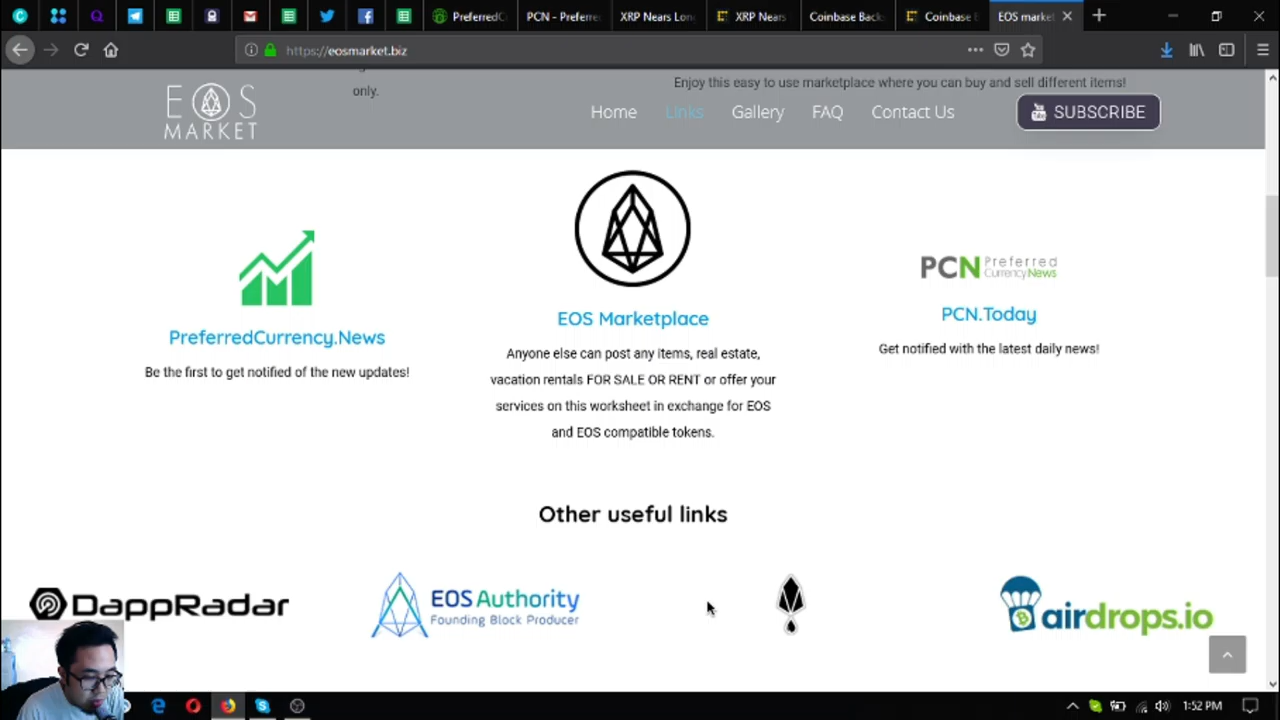 PreferredC
PCN - Preferre
XRP Nears Lon
XRP Nears
Coinbase Back
Coinbase B
EOS market
https://eosmarket.biz
only.
Enjoy this easy to use marketplace where you can buy and sell different items!
EOS
MARKET
Home
Links
Gallery
FAQ
Contact Us
SUBSCRIBE
PreferredCurrency.News
Be the first to get notified of the new updates!
EOS Marketplace
Anyone else can post any items, real estate,
vacation rentals FOR SALE OR RENT or offer your
services on this worksheet in exchange for EOS
and EOS compatible tokens.
PCN Preferred
Currency News
PCN.Today
Get notified with the latest daily news!
Other useful links
DappRadar
EOS Authority
Founding Block Producer
airdrops.io
1:52 PM